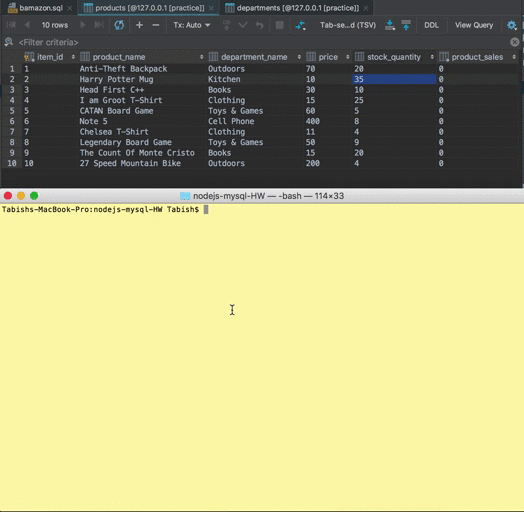 bamazon.sql × products [@127.0.0.1 [practice]] × departments [@127.0.0.1 [practice]] ×
10 rows Tx: Auto Tab-se...d (TSV) DDL View Query
<Filter criteria>
item_id product_name department_name price stock_quantity product_sales
1 1 Anti-Theft Backpack Outdoors 70 20 0
2 2 Harry Potter Mug Kitchen 10 35 0
3 3 Head First C++ Books 30 10 0
4 4 I am Groot T-Shirt Clothing 15 25 0
5 5 CATAN Board Game Toys & Games 60 5 0
6 6 Note 5 Cell Phone 400 8 0
7 7 Chelsea T-Shirt Clothing 11 4 0
8 8 Legendary Board Game Toys & Games 50 9 0
9 9 The Count Of Monte Cristo Books 15 20 0
10 10 27 Speed Mountain Bike Outdoors 200 4 0
nodejs-mysql-HW — -bash — 114×33
Tabishs-MacBook-Pro:nodejs-mysql-HW Tabish$